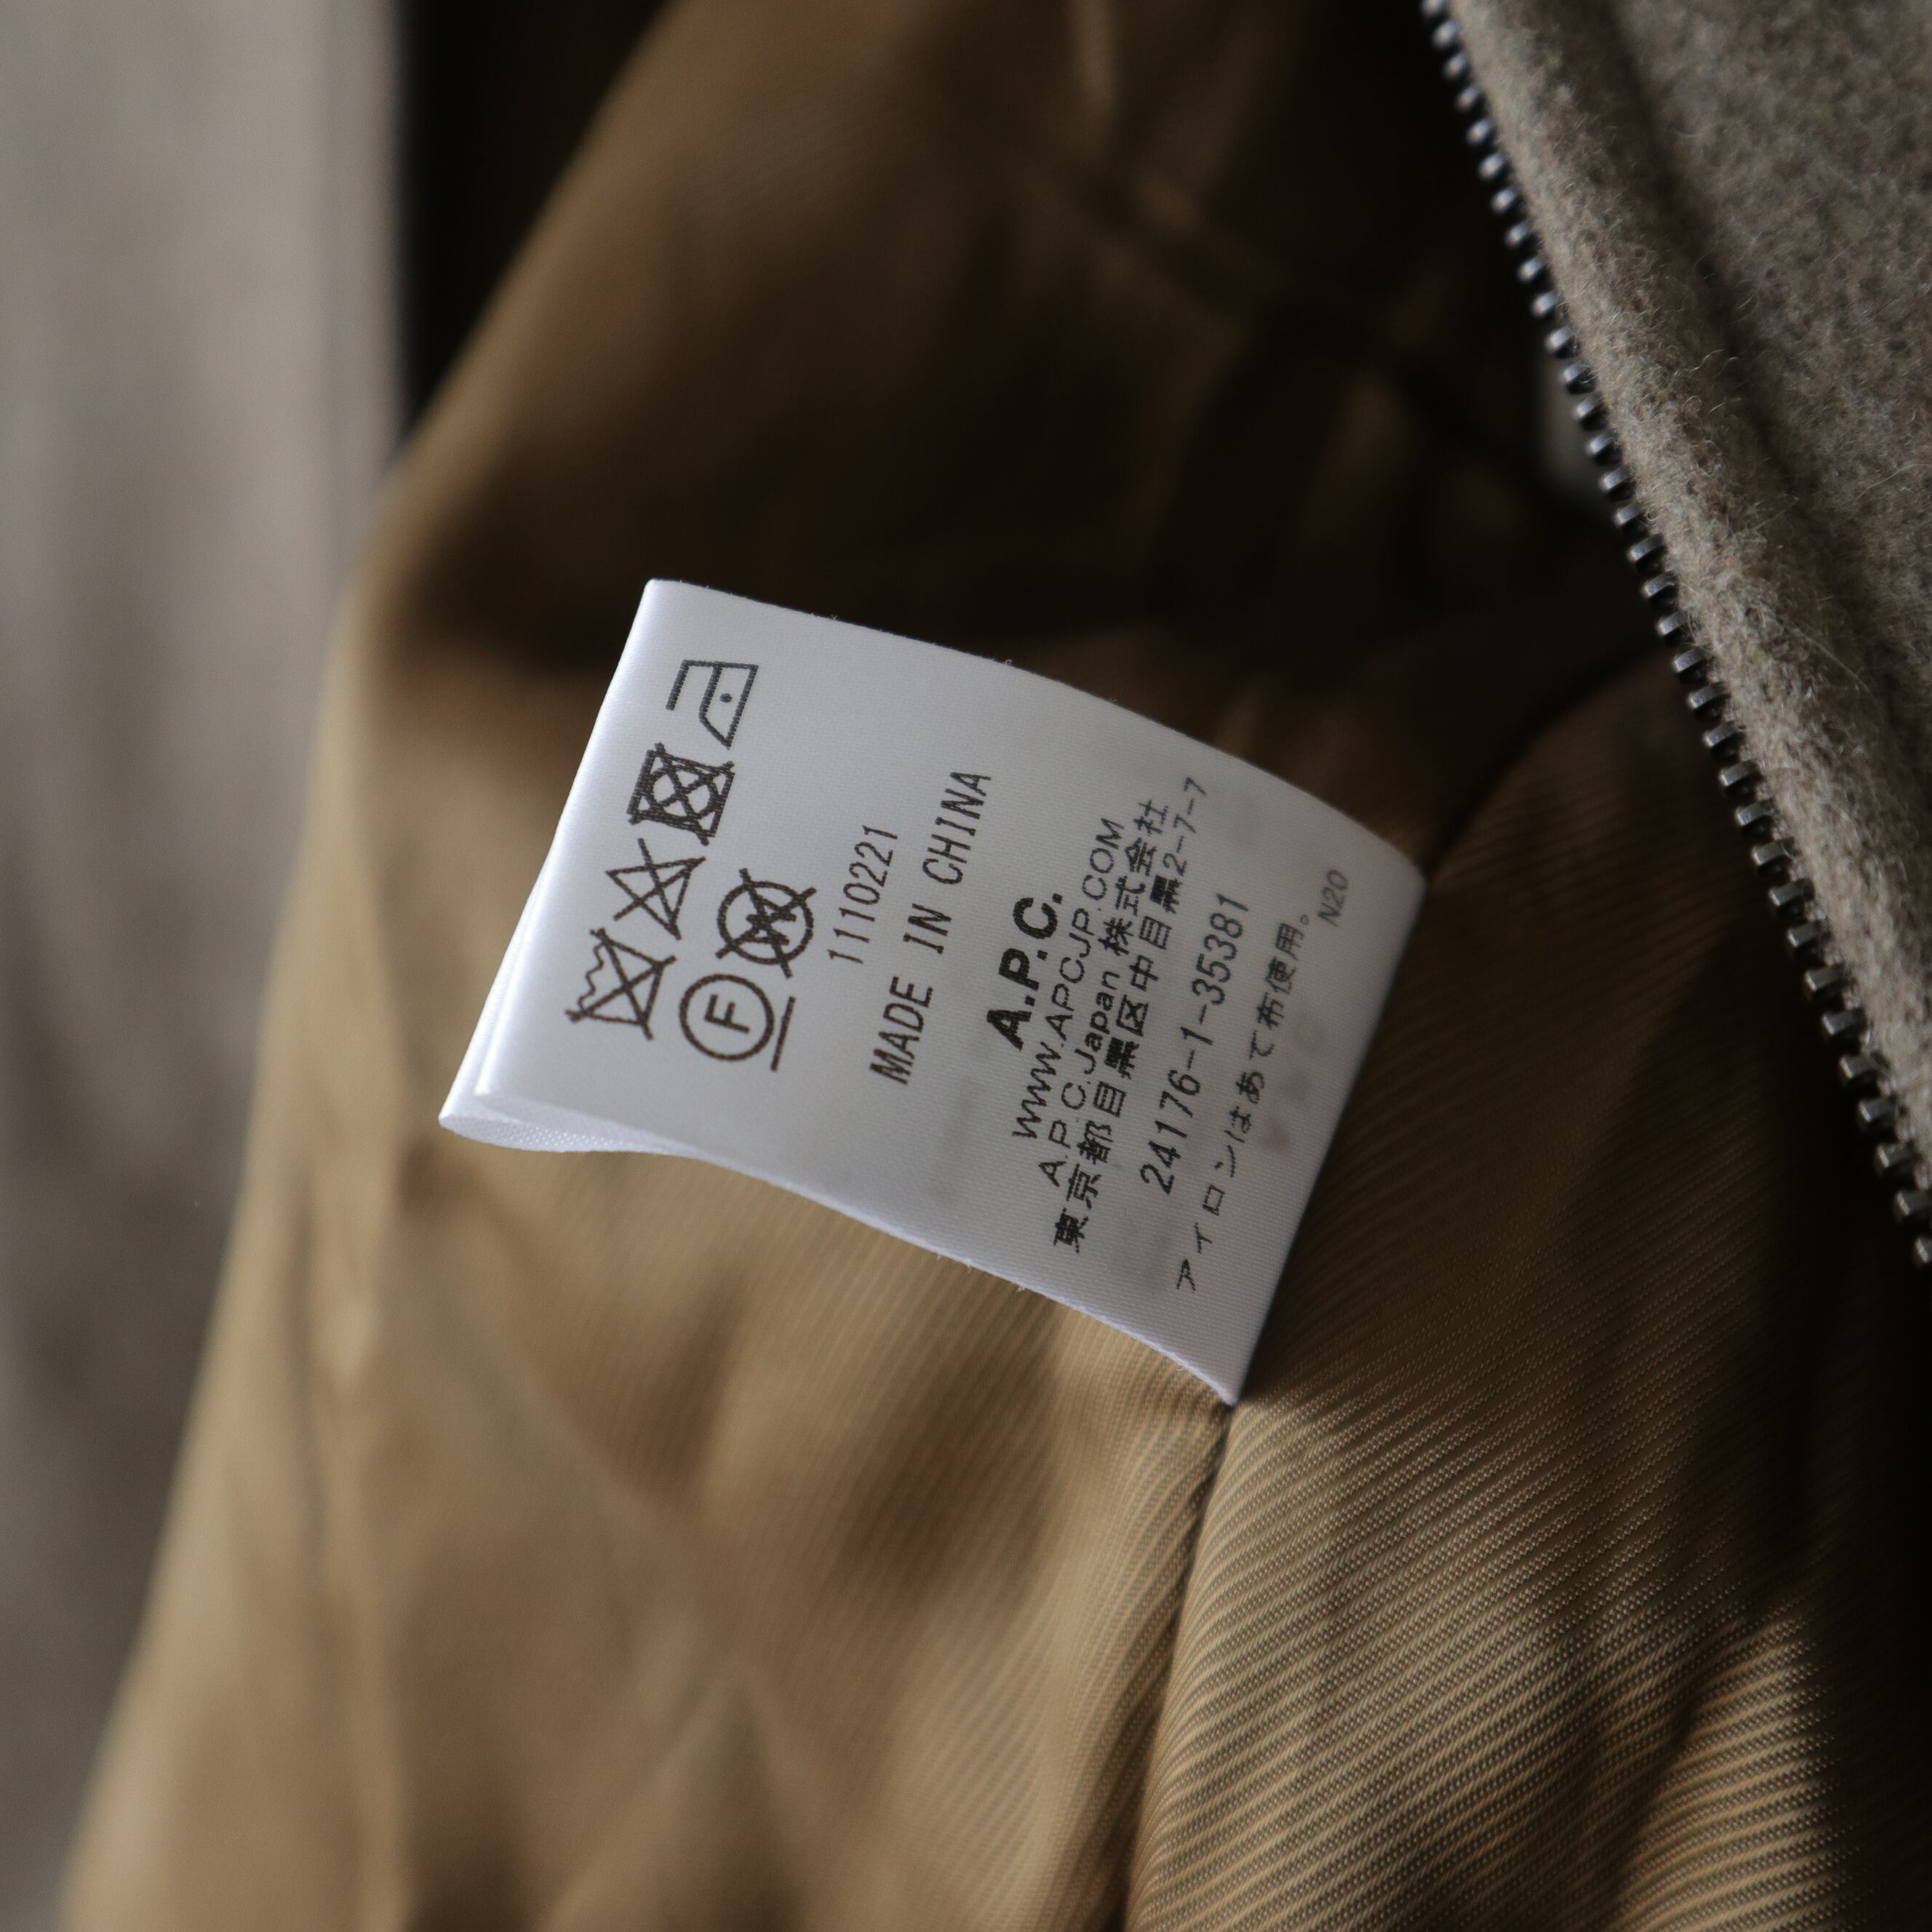 F
W
1110221
MADE IN CHINA
A.P.C.
WWW.APCJP.COM
A.P.C.Japan 株式会社
東京都目黒区中目黒2-7-7
24176-1-35381
アイロンはあて布使用。
N20